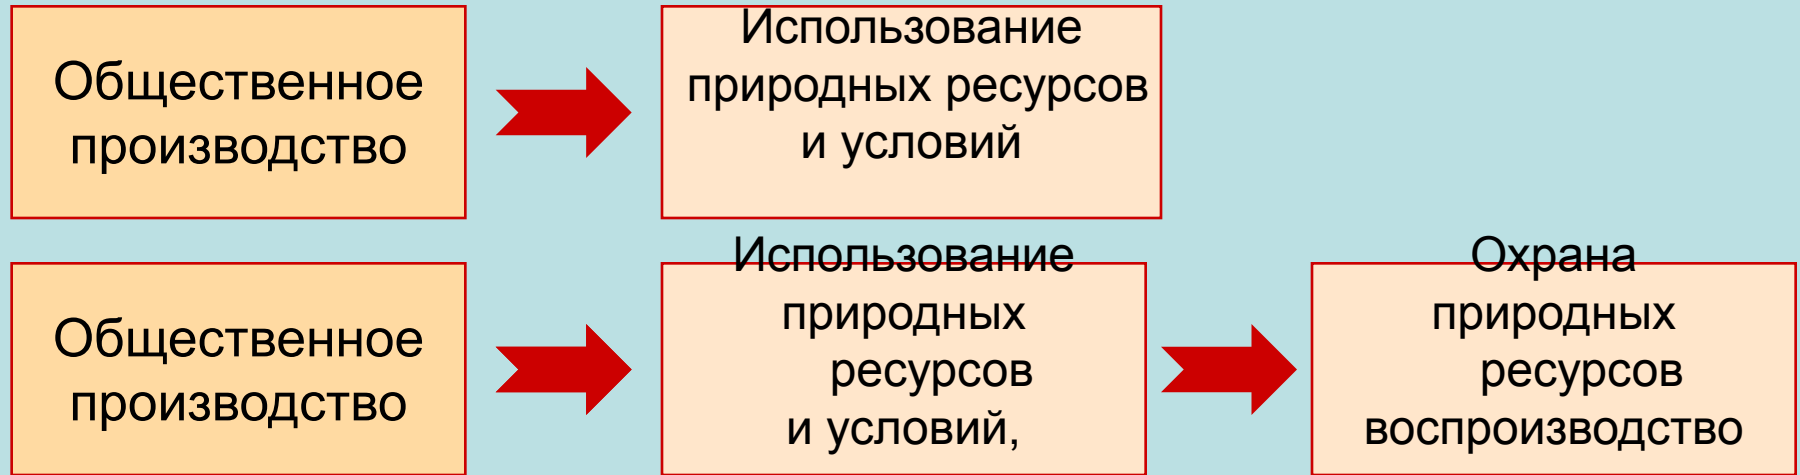 Общественное
производство
Использование
природных ресурсов
и условий
Общественное
производство
Использование
природных
ресурсов
и условий,
Охрана
природных
ресурсов
воспроизводство